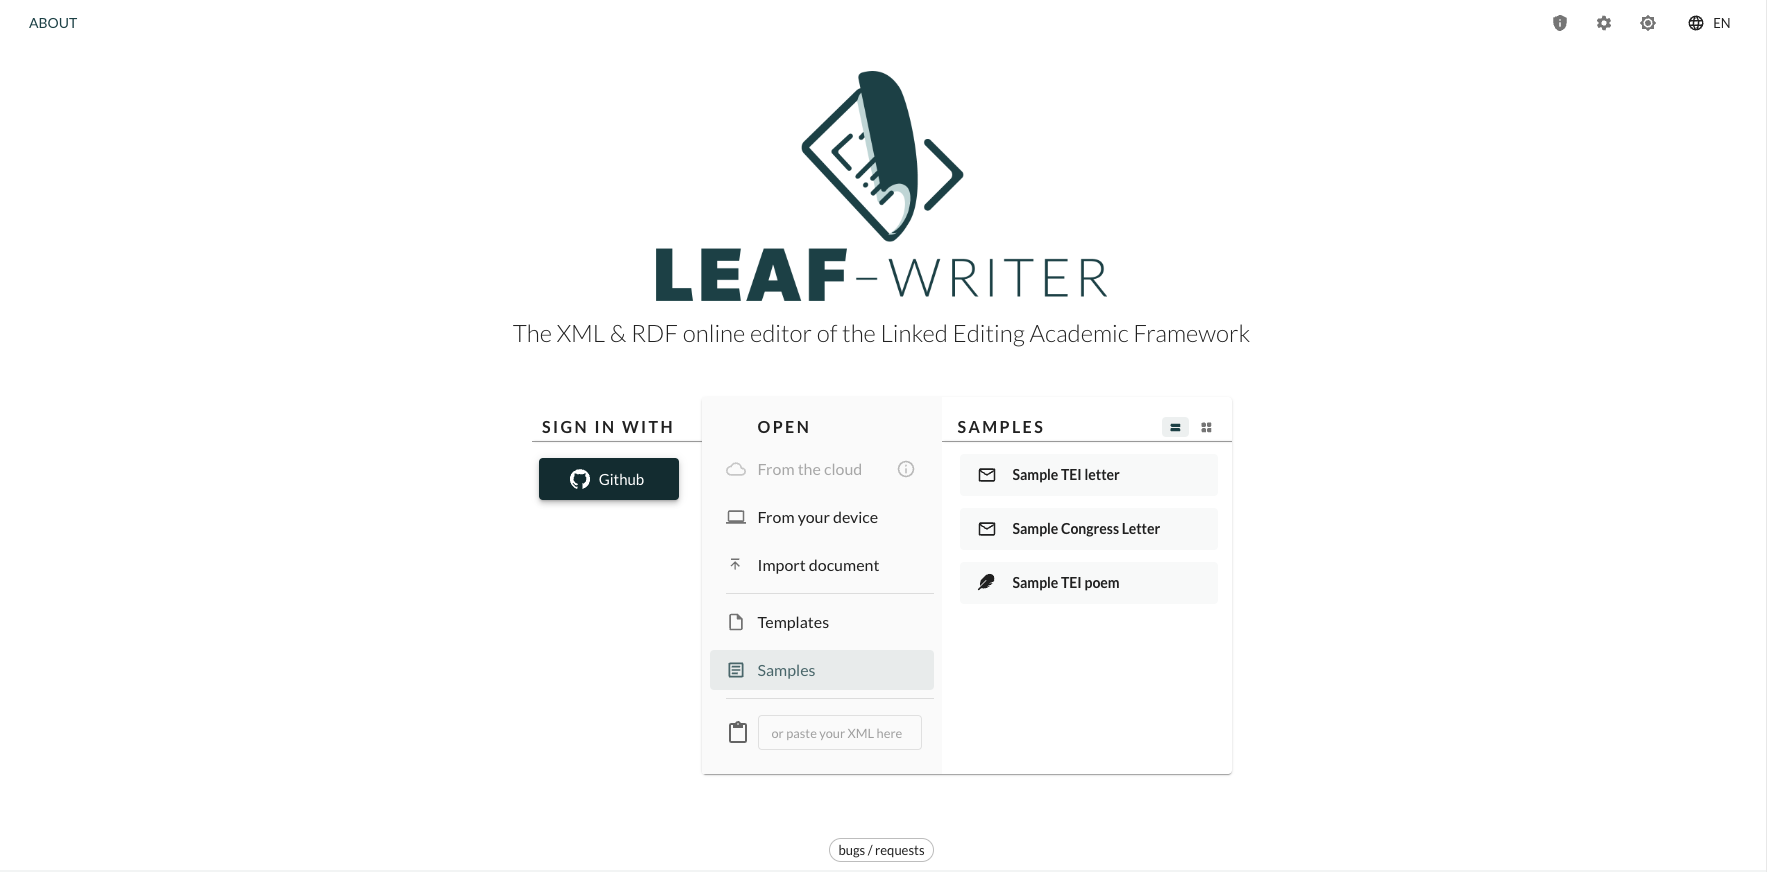 ABOUT
EN
LEAF-WRITER
The XML & RDF online editor of the Linked Editing Academic Framework
SIGN IN WITH
Github
OPEN
From the cloud
From your device
Import document
Templates
Samples
or paste your XML here
SAMPLES
Sample TEI letter
Sample Congress Letter
Sample TEI poem
bugs / requests